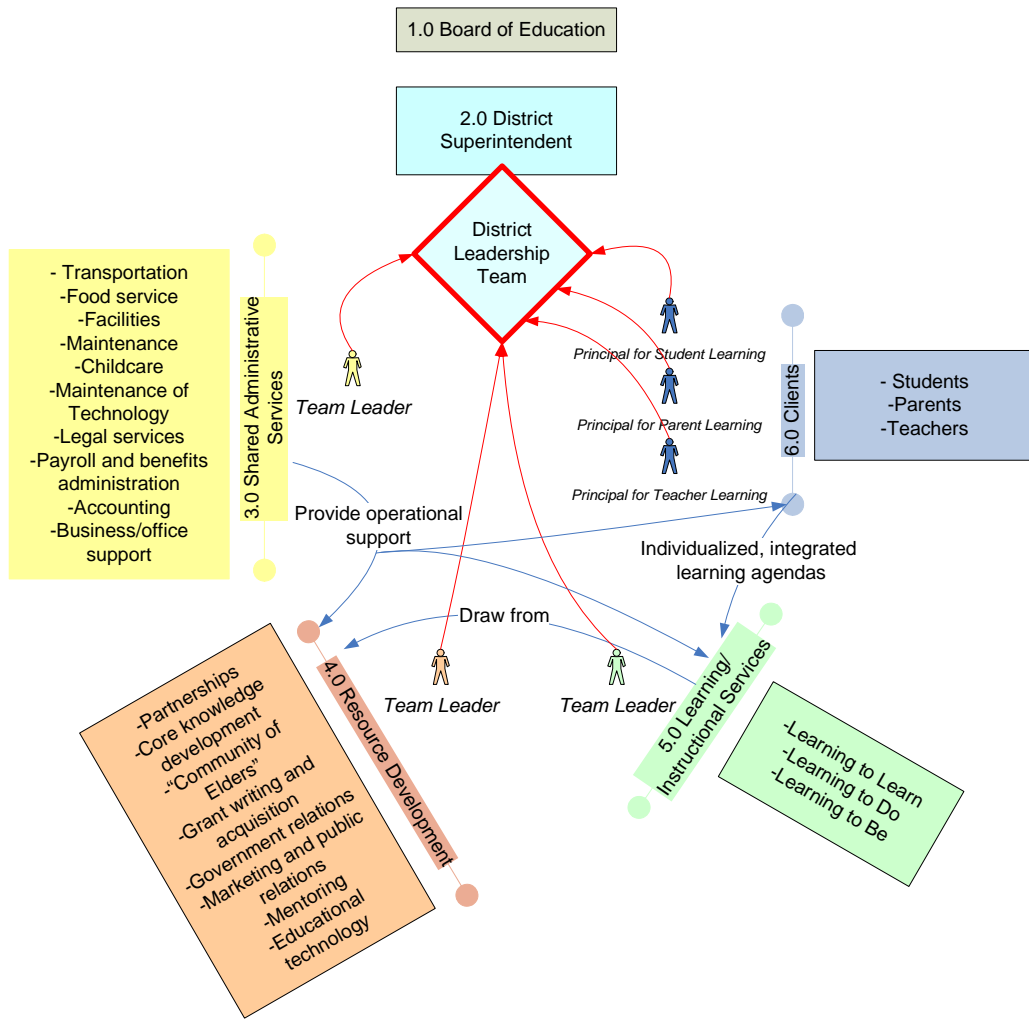 1.0 Board of Education
2.0 District
Superintendent
District
Leadership
Team
- Transportation
-Food service
-Facilities
-Maintenance
-Childcare
-Maintenance of
Technology
-Legal services
-Payroll and benefits
administration
-Accounting
-Business/office
support
3.0 Shared Administrative
Services
Team Leader
Principal for Student Learning
Principal for Parent Learning
Principal for Teacher Learning
6.0 Clients
- Students
-Parents
-Teachers
Provide operational
support
Individualized, integrated
learning agendas
Draw from
Team Leader
Team Leader
4.0 Resource Development
-Partnerships
-Core knowledge
development
-“Community of
Elders”
-Grant writing and
acquisition
-Government relations
-Marketing and public
relations
-Mentoring
-Educational
technology
5.0 Learning/
Instructional Services
-Learning to Learn
-Learning to Do
-Learning to Be